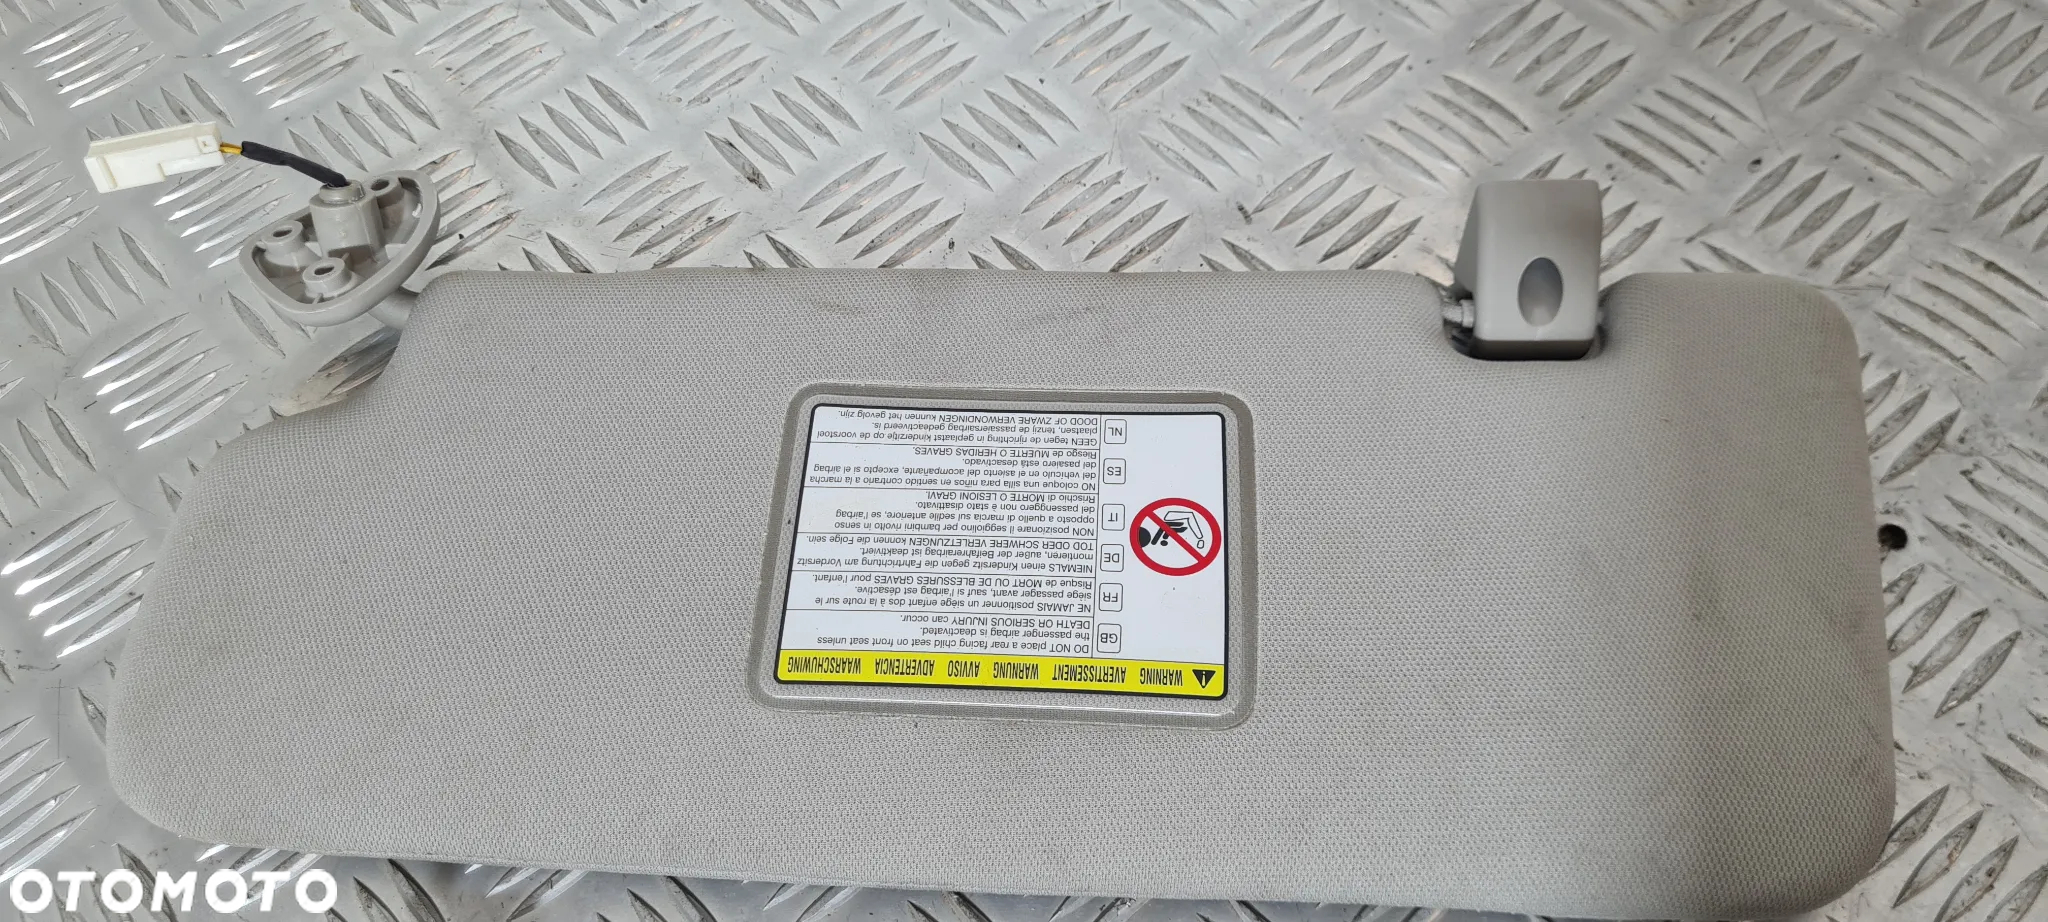 WARNING AVERTISSEMENT WARNUNG AVVISO ADVERTENCIA WAARSCHUWING
GB
DO NOT place a rear facing child seat on front seat unless
the passenger airbag is deactivated.
DEATH OR SERIOUS INJURY can occur.
FR
NE JAMAIS positionner un siège enfant dos à la route sur le
siège passager avant, sauf si l'airbag est désactivé.
Risque de MORT OU DE BLESSURES GRAVES pour l'enfant.
DE
NIEMALS einen Kindersitz gegen die Fahrtrichtung am Vordersitz
montieren, außer der Beifahrerairbag ist deaktiviert.
TOD ODER SCHWERE VERLETZUNGEN können die Folge sein.
IT
NON posizionare il seggiolino per bambini rivolto in senso
opposto a quello di marcia sul sedile anteriore, se l'airbag
del passenggero non è stato disattivato.
Rischio di MORTE O LESIONI GRAVI.
ES
NO coloque una silla para niños en sentido contrario a la marcha
del vehículo en el asiento del acompañante, excepto si el airbag
del pasajero está desactivado.
Riesgo de MUERTE O HERIDAS GRAVES.
NL
GEEN tegen de rijrichting in geplaatst kinderzitje op de voorstoel
plaatsen, tenzij de passaiersairbag gedeactiveerd is.
DOOD OF ZWARE VERWONDINGEN kunnen het gevolg zijn.
OTOMOTO